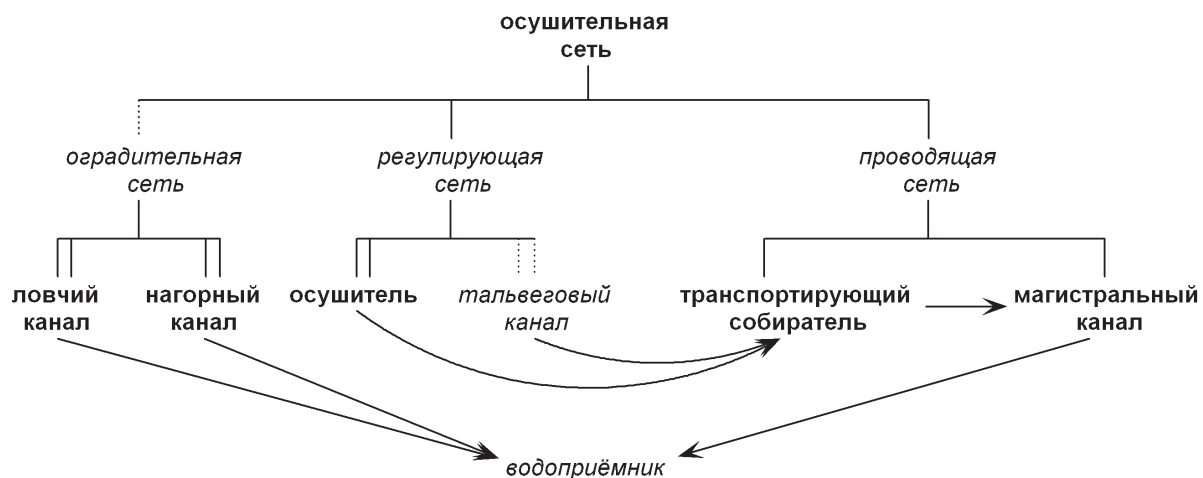 осушительная
сеть
оградительная
сеть
регулирующая
сеть
проводящая
сеть
ловчий
канал
нагорный
канал
осушитель
тальвеговый
канал
транспортирующий
собиратель
магистральный
канал
водоприёмник